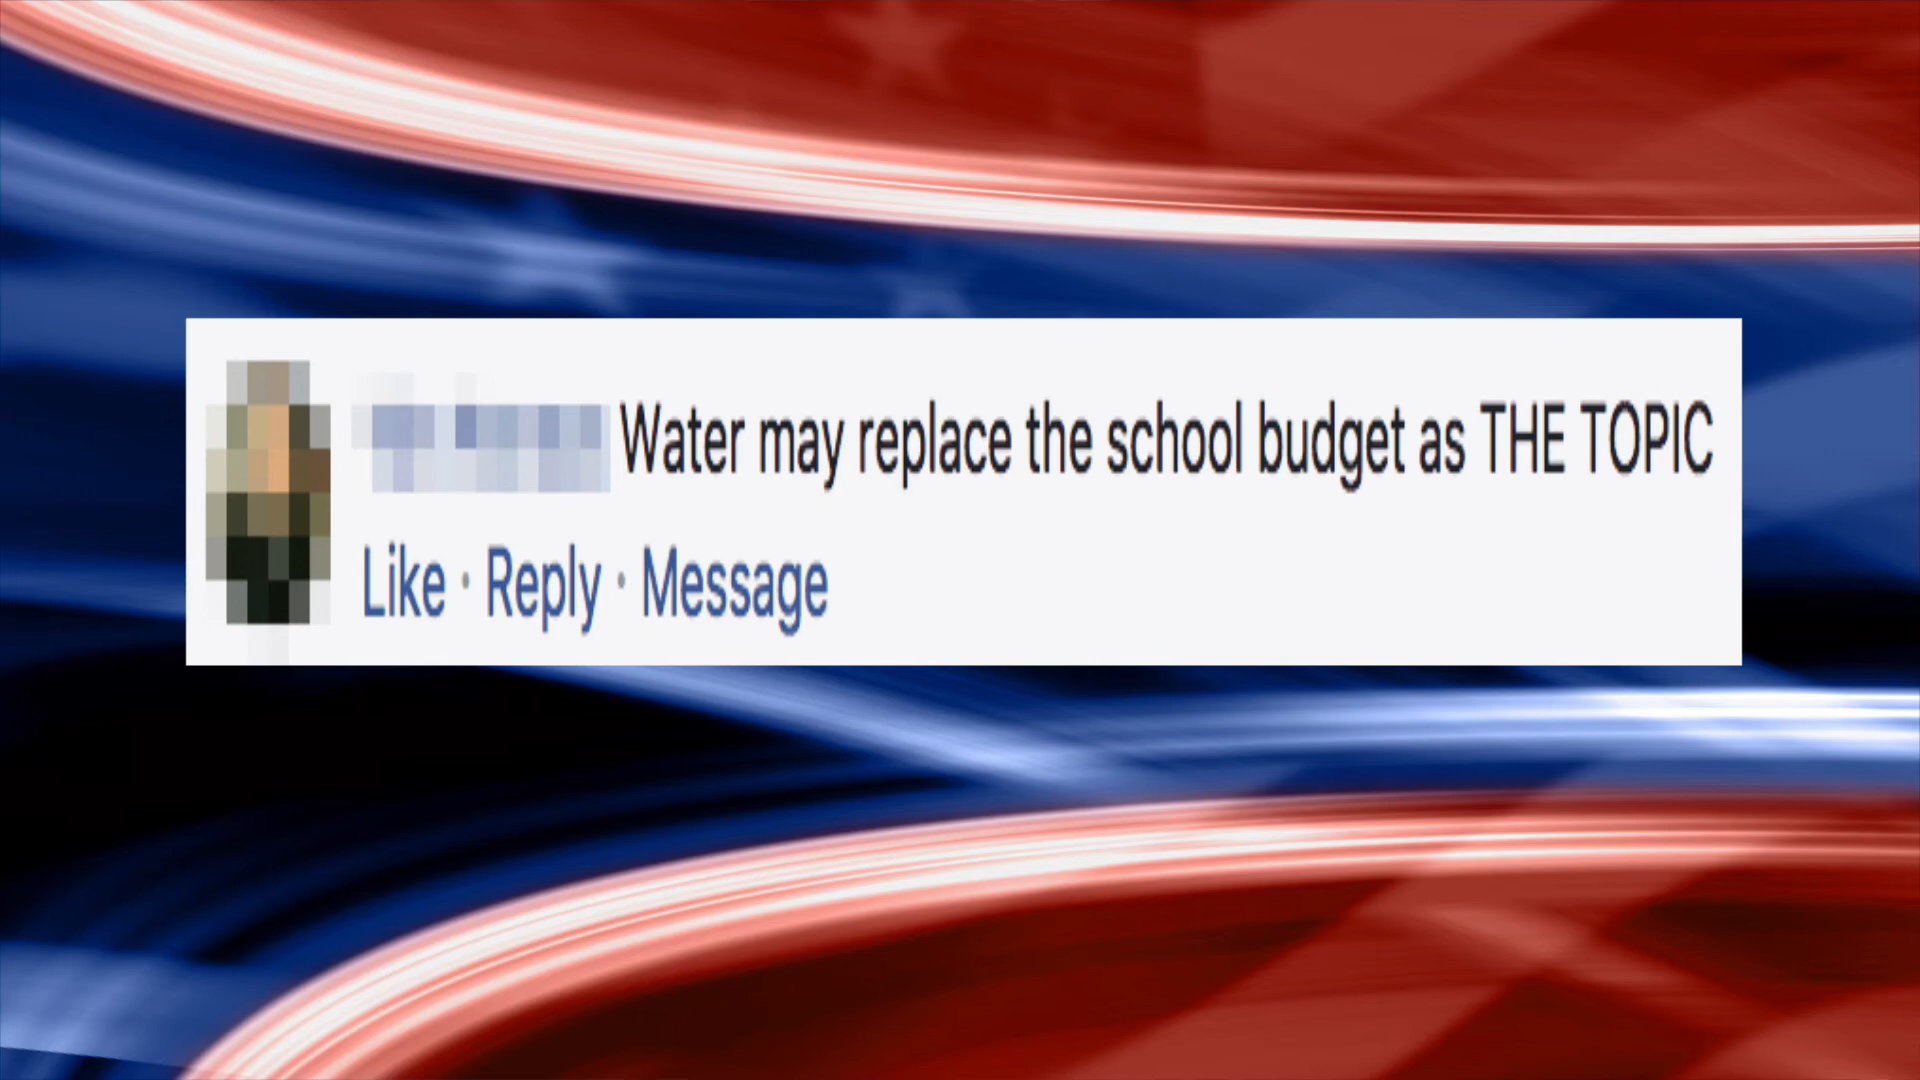 Water may replace the school budget as THE TOPIC
Like · Reply · Message